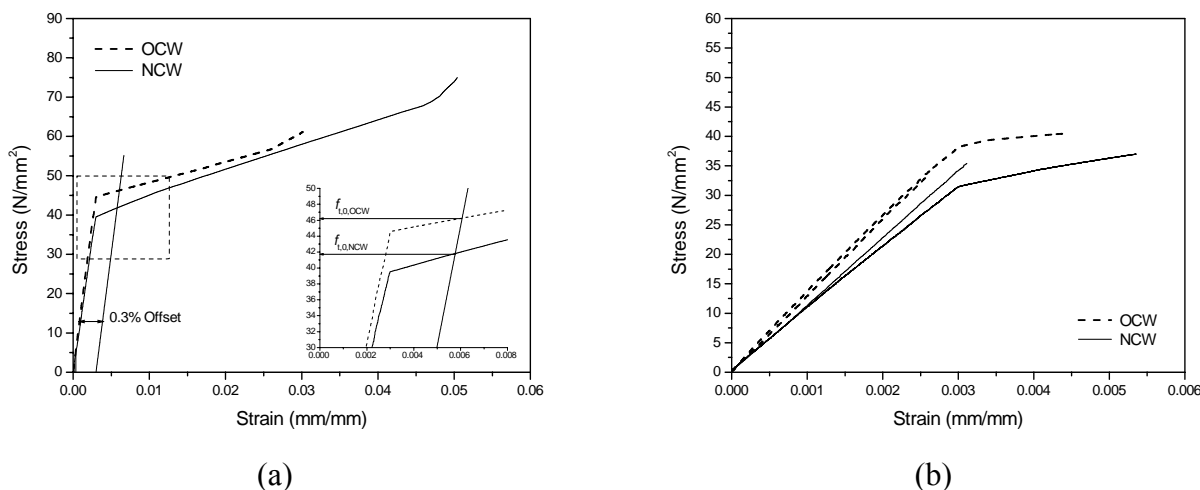 90
80
70
60
50
40
30
20
10
0
Stress (N/mm²)
OCW
NCW
0.3% Offset
50
48
46
44
42
40
38
36
34
32
30
f t,0,OCW
f t,0,NCW
0.000 0.002 0.004 0.006 0.008
0.00 0.01 0.02 0.03 0.04 0.05 0.06
Strain (mm/mm)
(a)
60
55
50
45
40
35
30
25
20
15
10
5
0
Stress (N/mm²)
OCW
NCW
0.000 0.001 0.002 0.003 0.004 0.005 0.006
Strain (mm/mm)
(b)